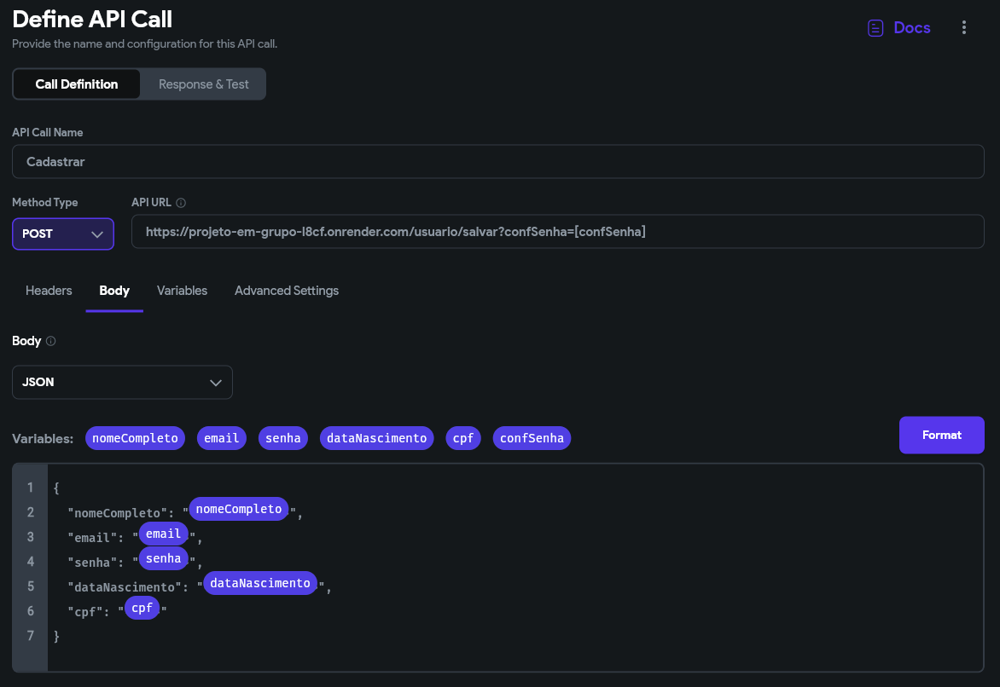 Define API Call
Docs
Provide the name and configuration for this API call.
Call Definition Response & Test
API Call Name
Cadastrar
Method Type API URL
POST https://projeto-em-grupo-l8cf.onrender.com/usuario/salvar?confSenha=[confSenha]
Headers Body Variables Advanced Settings
Body
JSON
Variables: nomeCompleto email senha dataNascimento cpf confSenha Format
1 {
2 "nomeCompleto": "nomeCompleto",
3 "email": "email",
4 "senha": "senha",
5 "dataNascimento": "dataNascimento",
6 "cpf": "cpf"
7 }